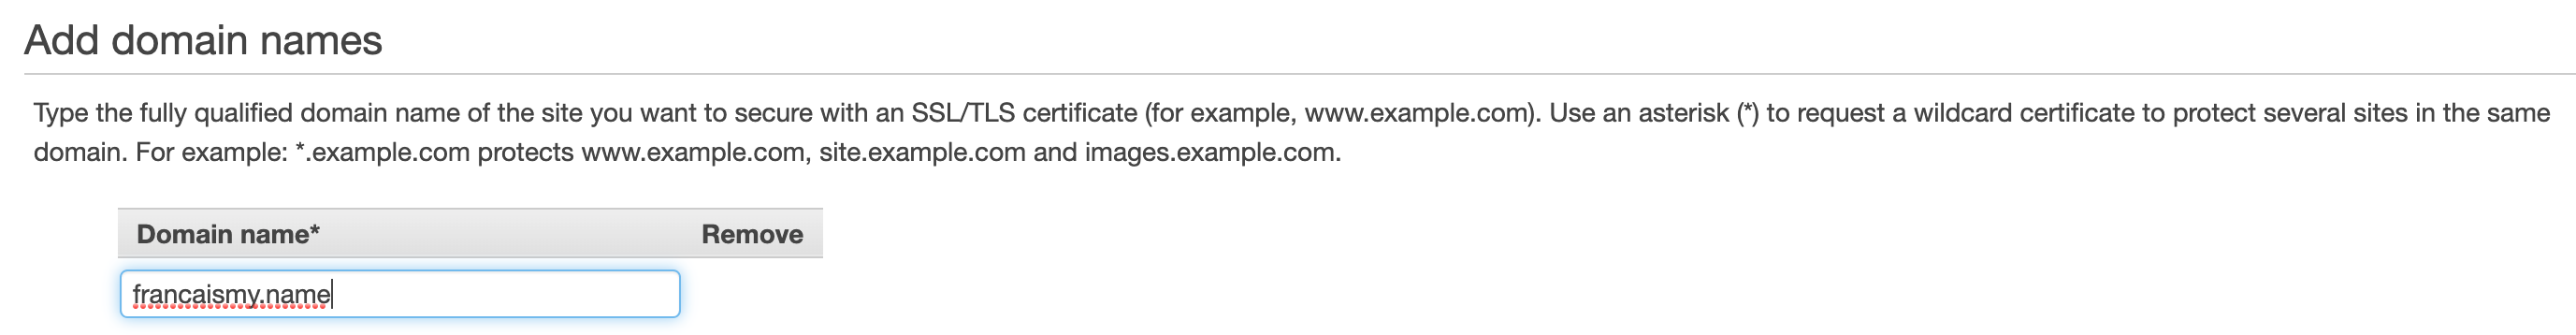 Add domain names
Type the fully qualified domain name of the site you want to secure with an SSL/TLS certificate (for example, www.example.com). Use an asterisk (*) to request a wildcard certificate to protect several sites in the same
domain. For example: *.example.com protects www.example.com, site.example.com and images.example.com.
Domain name* Remove
francaismy.name